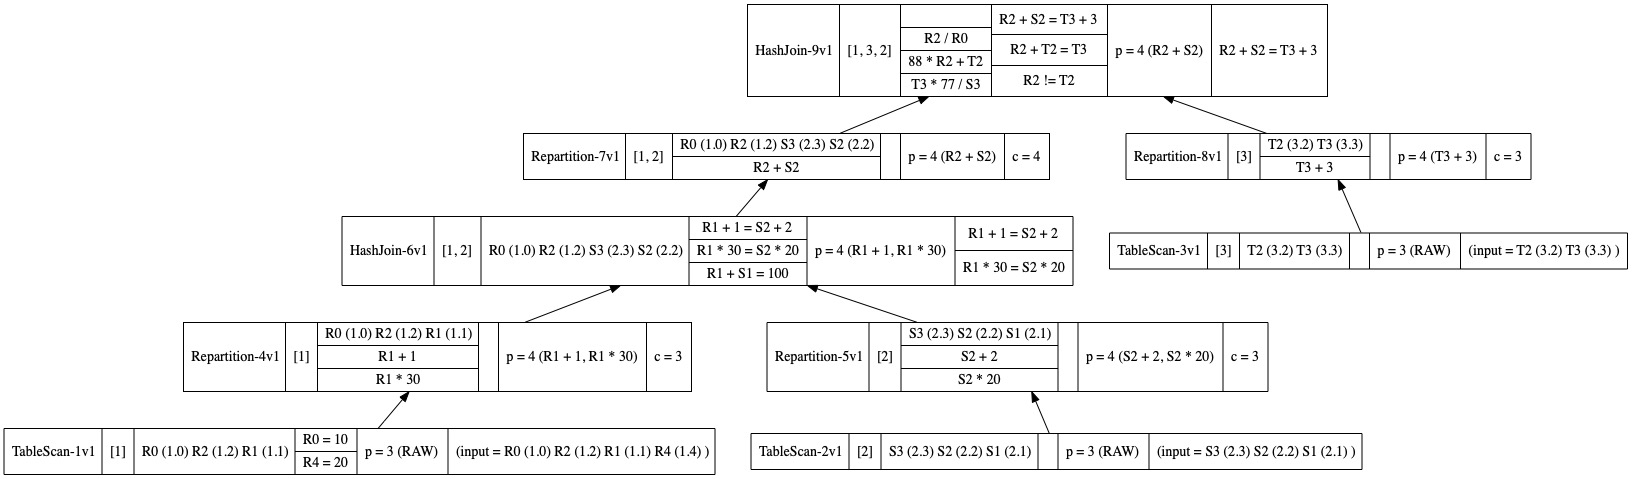 HashJoin-9v1
[1, 3, 2]
R2 / R0
88 * R2 + T2
T3 * 77 / S3
R2 + S2 = T3 + 3
R2 + T2 = T3
R2 != T2
p = 4 (R2 + S2)
R2 + S2 = T3 + 3
Repartition-7v1
[1, 2]
R0 (1.0) R2 (1.2) S3 (2.3) S2 (2.2)
R2 + S2
p = 4 (R2 + S2)
c = 4
Repartition-8v1
[3]
T2 (3.2) T3 (3.3)
T3 + 3
p = 4 (T3 + 3)
c = 3
HashJoin-6v1
[1, 2]
R0 (1.0) R2 (1.2) S3 (2.3) S2 (2.2)
R1 + 1 = S2 + 2
R1 * 30 = S2 * 20
R1 + S1 = 100
p = 4 (R1 + 1, R1 * 30)
R1 + 1 = S2 + 2
R1 * 30 = S2 * 20
TableScan-3v1
[3]
T2 (3.2) T3 (3.3)
p = 3 (RAW)
(input = T2 (3.2) T3 (3.3) )
Repartition-4v1
[1]
R0 (1.0) R2 (1.2) R1 (1.1)
R1 + 1
R1 * 30
p = 4 (R1 + 1, R1 * 30)
c = 3
Repartition-5v1
[2]
S3 (2.3) S2 (2.2) S1 (2.1)
S2 + 2
S2 * 20
p = 4 (S2 + 2, S2 * 20)
c = 3
TableScan-1v1
[1]
R0 (1.0) R2 (1.2) R1 (1.1)
R0 = 10
R4 = 20
p = 3 (RAW)
(input = R0 (1.0) R2 (1.2) R1 (1.1) R4 (1.4) )
TableScan-2v1
[2]
S3 (2.3) S2 (2.2) S1 (2.1)
p = 3 (RAW)
(input = S3 (2.3) S2 (2.2) S1 (2.1) )